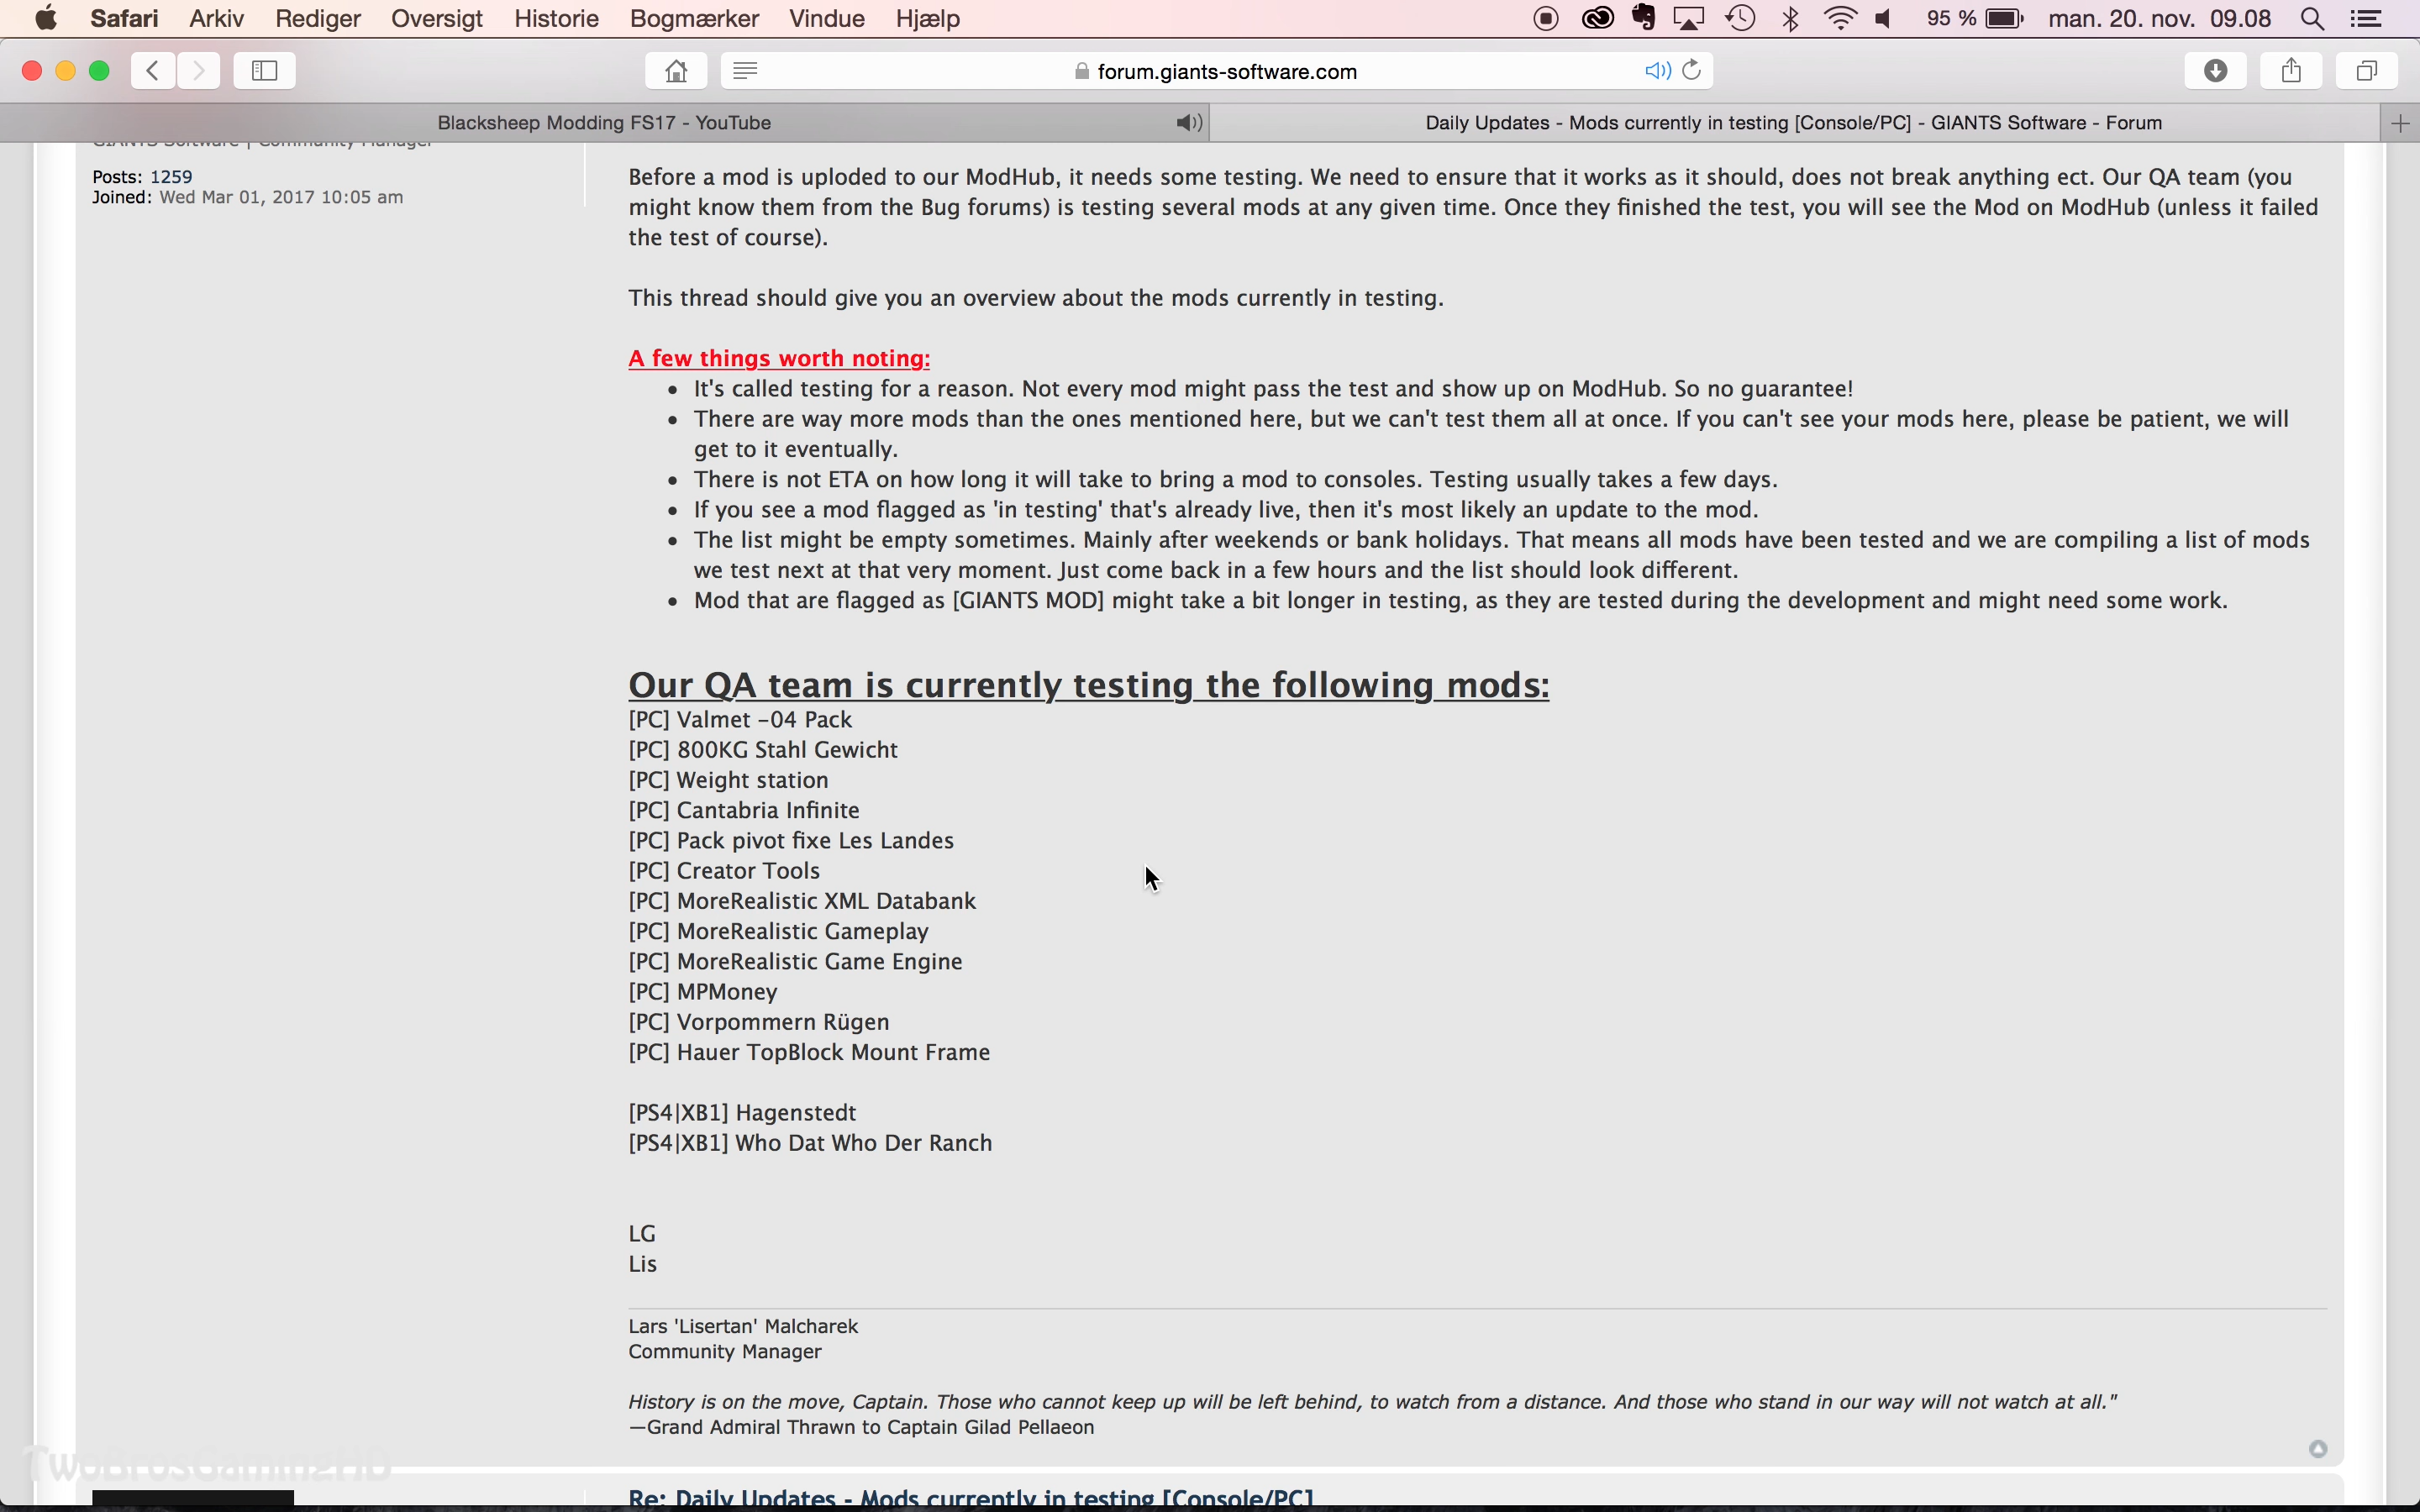 Safari Arkiv Rediger Oversigt Historie Bogmærker Vindue Hjælp 95 % man. 20. nov. 09.08
forum.giants-software.com
Blacksheep Modding FS17 - YouTube
Daily Updates - Mods currently in testing [Console/PC] - GIANTS Software - Forum
GIANTS Software | Community Manager
Posts: 1259
Joined: Wed Mar 01, 2017 10:05 am
Before a mod is uploded to our ModHub, it needs some testing. We need to ensure that it works as it should, does not break anything ect. Our QA team (you
might know them from the Bug forums) is testing several mods at any given time. Once they finished the test, you will see the Mod on ModHub (unless it failed
the test of course).
This thread should give you an overview about the mods currently in testing.
A few things worth noting:
• It's called testing for a reason. Not every mod might pass the test and show up on ModHub. So no guarantee!
• There are way more mods than the ones mentioned here, but we can't test them all at once. If you can't see your mods here, please be patient, we will
get to it eventually.
• There is not ETA on how long it will take to bring a mod to consoles. Testing usually takes a few days.
• If you see a mod flagged as 'in testing' that's already live, then it's most likely an update to the mod.
• The list might be empty sometimes. Mainly after weekends or bank holidays. That means all mods have been tested and we are compiling a list of mods
we test next at that very moment. Just come back in a few hours and the list should look different.
• Mod that are flagged as [GIANTS MOD] might take a bit longer in testing, as they are tested during the development and might need some work.
Our QA team is currently testing the following mods:
[PC] Valmet -04 Pack
[PC] 800KG Stahl Gewicht
[PC] Weight station
[PC] Cantabria Infinite
[PC] Pack pivot fixe Les Landes
[PC] Creator Tools
[PC] MoreRealistic XML Databank
[PC] MoreRealistic Gameplay
[PC] MoreRealistic Game Engine
[PC] MPMoney
[PC] Vorpommern Rügen
[PC] Hauer TopBlock Mount Frame
[PS4|XB1] Hagenstedt
[PS4|XB1] Who Dat Who Der Ranch
LG
Lis
Lars 'Lisertan' Malcharek
Community Manager
History is on the move, Captain. Those who cannot keep up will be left behind, to watch from a distance. And those who stand in our way will not watch at all."
—Grand Admiral Thrawn to Captain Gilad Pellaeon
TwoBrosGamingHD
Re: Daily Updates - Mods currently in testing [Console/PC]